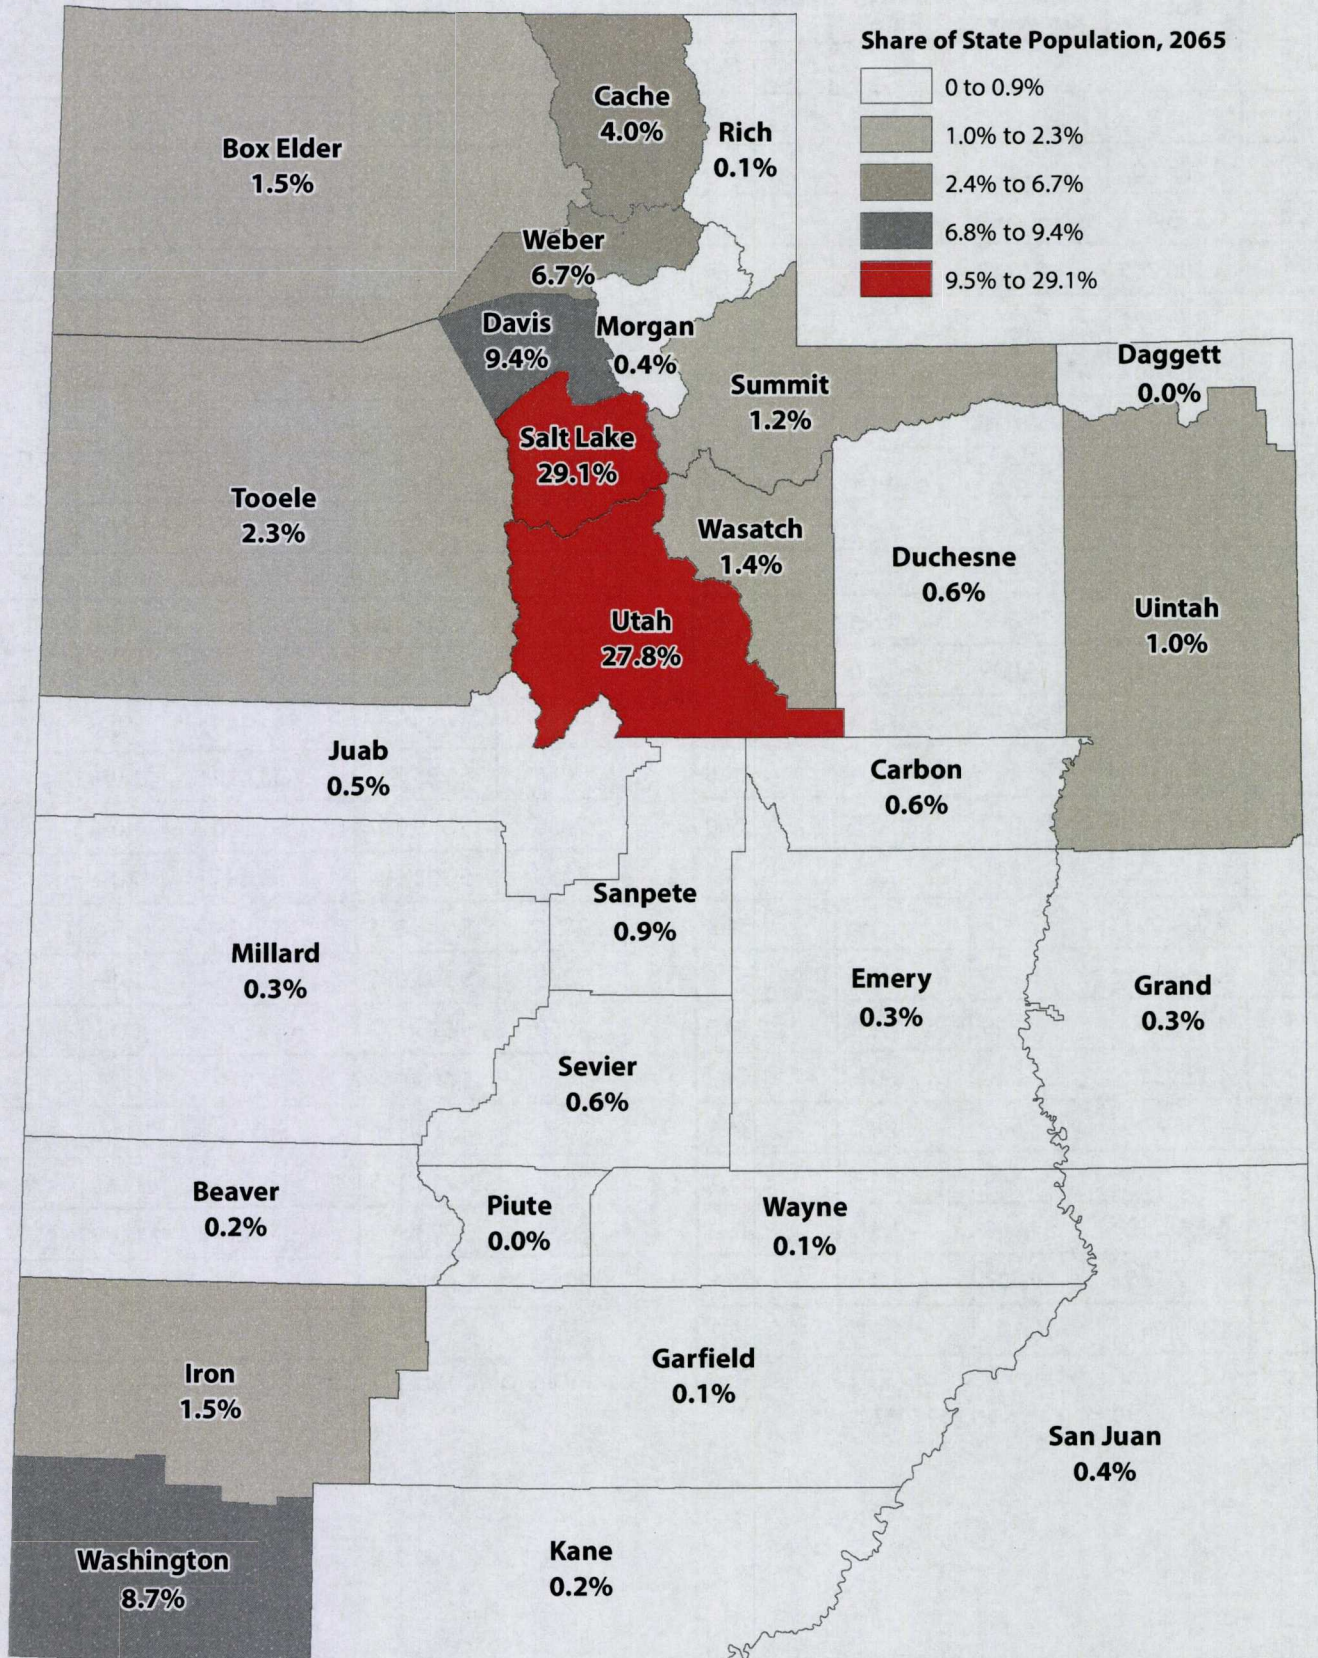 Share of State Population, 2065
0 to 0.9%
1.0% to 2.3%
2.4% to 6.7%
6.8% to 9.4%
9.5% to 29.1%
Cache
4.0%
Rich
0.1%
Box Elder
1.5%
Weber
6.7%
Davis
9.4%
Morgan
0.4%
Daggett
0.0%
Summit
1.2%
Salt Lake
29.1%
Tooele
2.3%
Wasatch
1.4%
Duchesne
0.6%
Uintah
1.0%
Utah
27.8%
Juab
0.5%
Carbon
0.6%
Sanpete
0.9%
Millard
0.3%
Emery
0.3%
Grand
0.3%
Sevier
0.6%
Beaver
0.2%
Piute
0.0%
Wayne
0.1%
Iron
1.5%
Garfield
0.1%
San Juan
0.4%
Washington
8.7%
Kane
0.2%